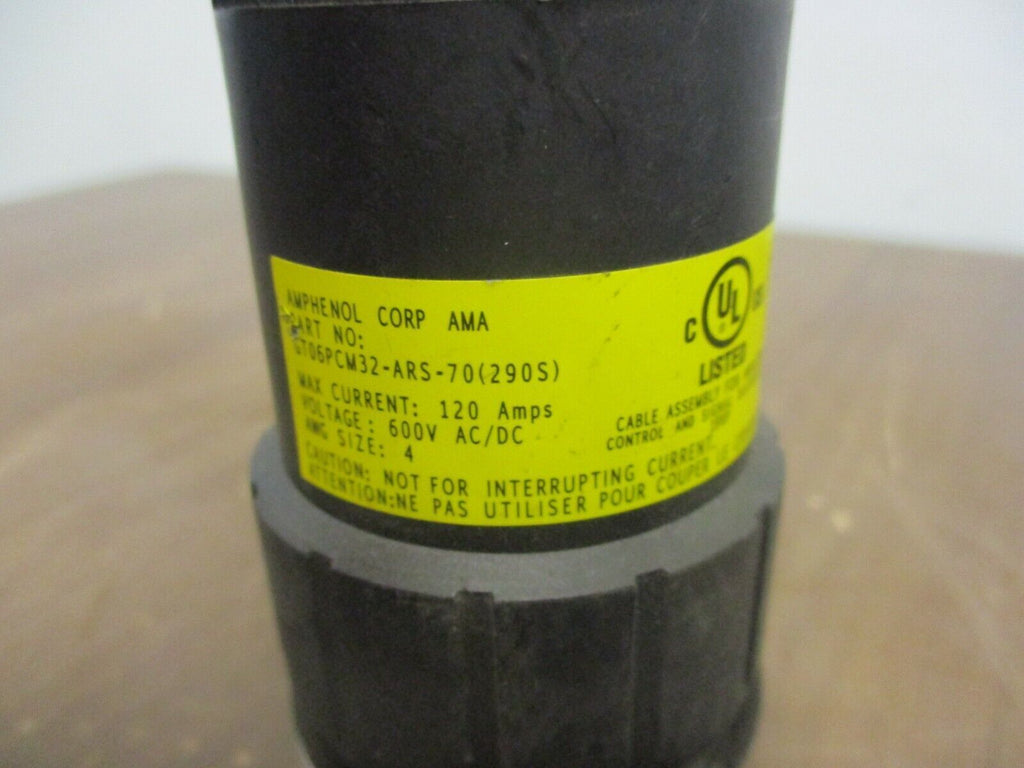 AMPHENOL CORP AMA
PART NO:
GT06PCM32-ARS-70(290S)
MAX CURRENT: 120 Amps
VOLTAGE: 600V AC/DC
AWG SIZE: 4
CAUTION: NOT FOR INTERRUPTING CURRENT
ATTENTION:NE PAS UTILISER POUR COUPER LE
C UL
LISTED
CABLE ASSEMBLY FOR
CONTROL AND SIGNAL